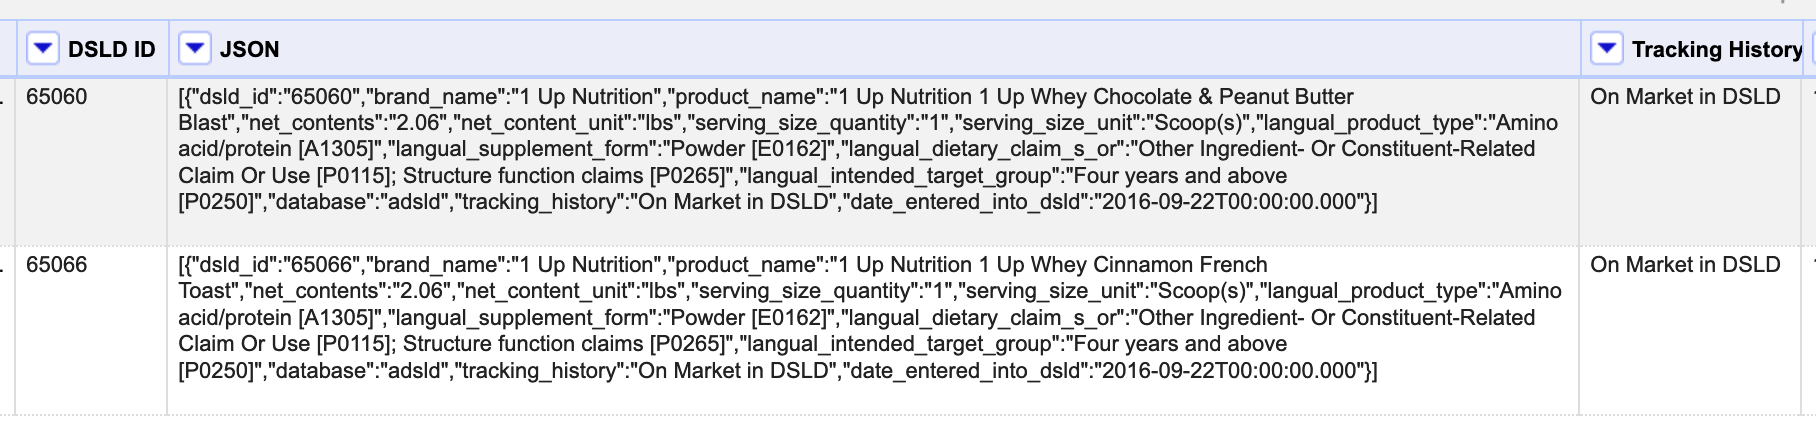 DSLD ID JSON Tracking History
65060
[{"dsld_id":"65060","brand_name":"1 Up Nutrition","product_name":"1 Up Nutrition 1 Up Whey Chocolate & Peanut Butter
Blast","net_contents":"2.06","net_content_unit":"lbs","serving_size_quantity":"1","serving_size_unit":"Scoop(s)","langual_product_type":"Amino
acid/protein [A1305]","langual_supplement_form":"Powder [E0162]","langual_dietary_claim_s_or":"Other Ingredient- Or Constituent-Related
Claim Or Use [P0115]; Structure function claims [P0265]","langual_intended_target_group":"Four years and above
[P0250]","database":"adsld","tracking_history":"On Market in DSLD","date_entered_into_dsld":"2016-09-22T00:00:00.000"}]
On Market in DSLD
65066
[{"dsld_id":"65066","brand_name":"1 Up Nutrition","product_name":"1 Up Nutrition 1 Up Whey Cinnamon French
Toast","net_contents":"2.06","net_content_unit":"lbs","serving_size_quantity":"1","serving_size_unit":"Scoop(s)","langual_product_type":"Amino
acid/protein [A1305]","langual_supplement_form":"Powder [E0162]","langual_dietary_claim_s_or":"Other Ingredient- Or Constituent-Related
Claim Or Use [P0115]; Structure function claims [P0265]","langual_intended_target_group":"Four years and above
[P0250]","database":"adsld","tracking_history":"On Market in DSLD","date_entered_into_dsld":"2016-09-22T00:00:00.000"}]
On Market in DSLD